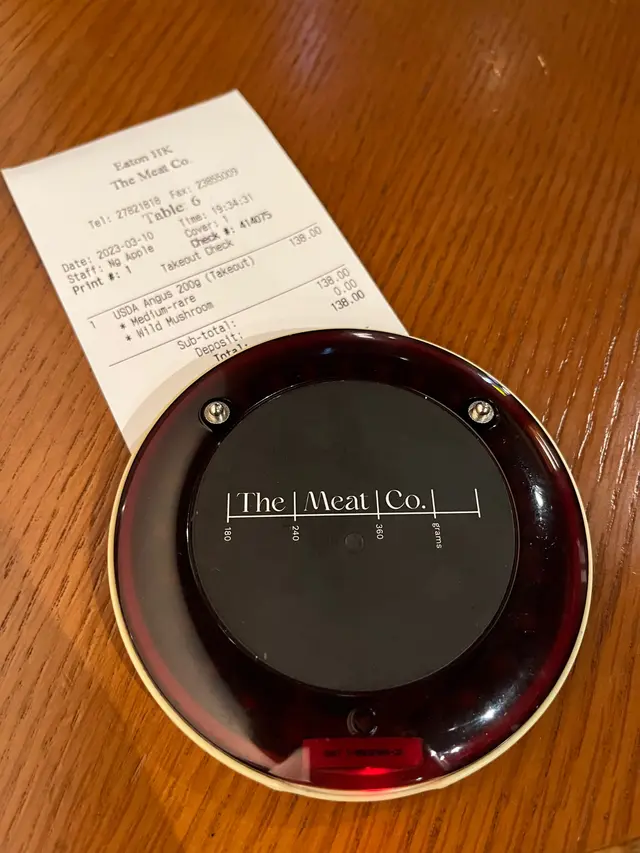 Eaton HK
The Meat Co.
Tel: 27821818 Fax: 23855009
Table 6
Date: 2023-03-10 Time: 19:34:31
Staff: Ng Apple Cover: 1
Print #: 1 Check #: 414075
Takeout Check
1 USDA Angus 200g (Takeout) 138.00
* Medium-rare
* Wild Mushroom
Sub-total: 138.00
Deposit: 0.00
Total: 138.00
The Meat Co.
180 240 360 grams